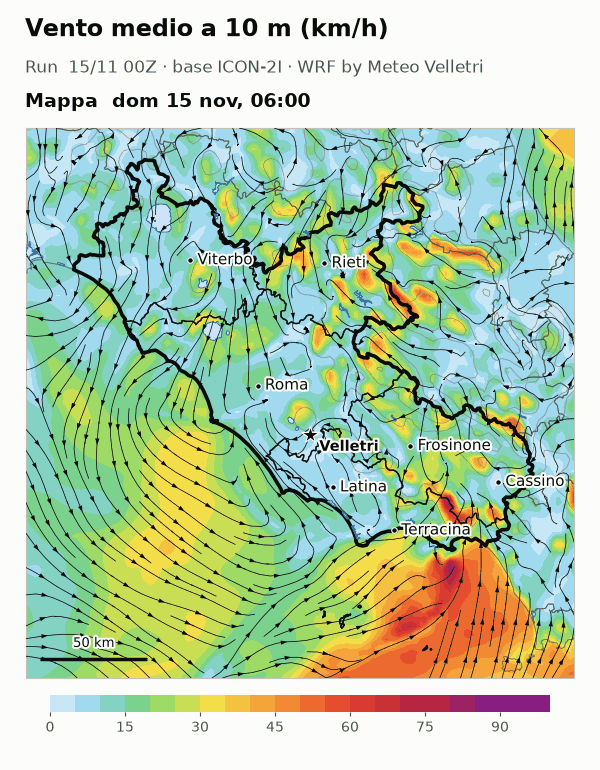 Vento medio a 10 m (km/h)
Run  15/11 00Z · base ICON-2I · WRF by Meteo Velletri
Mappa  dom 15 nov, 06:00
Viterbo
Rieti
Roma
Velletri
Frosinone
Cassino
Latina
Terracina
50 km
0 15 30 45 60 75 90